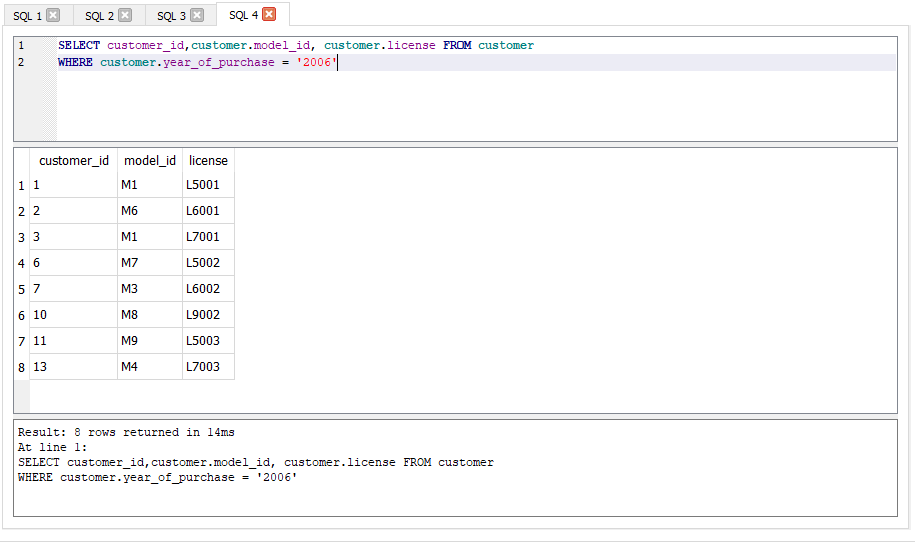 SQL 1 SQL 2 SQL 3 SQL 4
1 SELECT customer_id,customer.model_id, customer.license FROM customer
2 WHERE customer.year_of_purchase = '2006'
customer_id model_id license
1 1 M1 L5001
2 2 M6 L6001
3 3 M1 L7001
4 6 M7 L5002
5 7 M3 L6002
6 10 M8 L9002
7 11 M9 L5003
8 13 M4 L7003
Result: 8 rows returned in 14ms
At line 1:
SELECT customer_id,customer.model_id, customer.license FROM customer
WHERE customer.year_of_purchase = '2006'